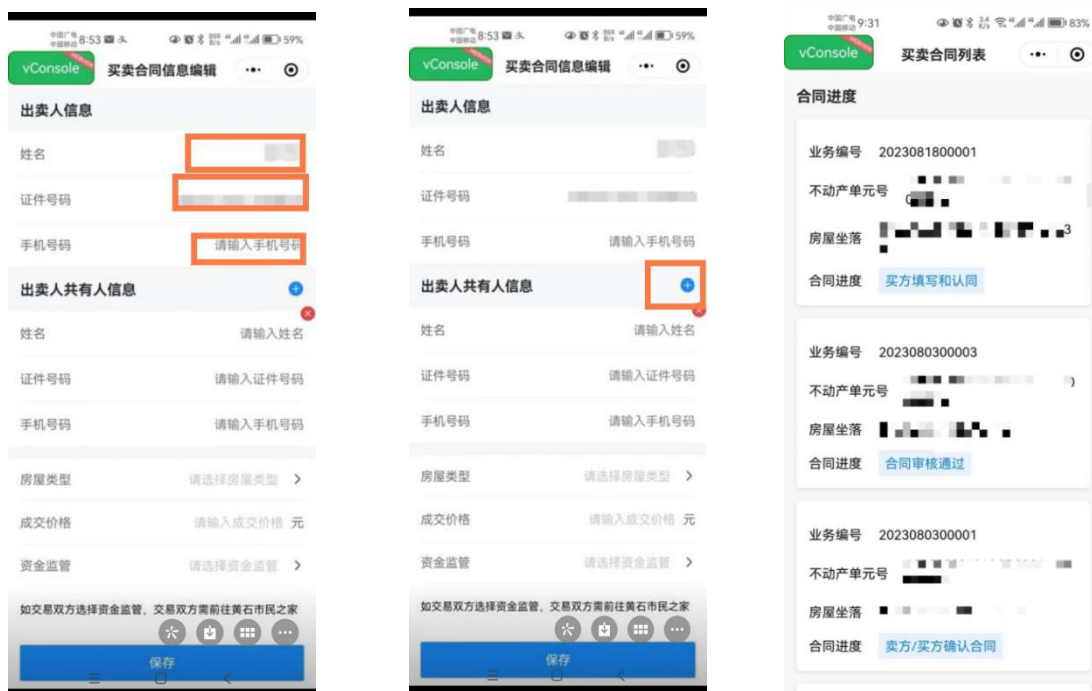 中国广电
中国移动 8:53 59%
vConsole 买卖合同信息编辑
出卖人信息
姓名
证件号码
手机号码 请输入手机号码
出卖人共有人信息
姓名 请输入姓名
证件号码 请输入证件号码
手机号码 请输入手机号码
房屋类型 请选择房屋类型
成交价格 请输入成交价格 元
资金监管 请选择资金监管
如交易双方选择资金监管,交易双方需前往黄石市民之家
保存
中国广电
中国移动 8:53 59%
vConsole 买卖合同信息编辑
出卖人信息
姓名
证件号码
手机号码 请输入手机号码
出卖人共有人信息
姓名 请输入姓名
证件号码 请输入证件号码
手机号码 请输入手机号码
房屋类型 请选择房屋类型
成交价格 请输入成交价格 元
资金监管 请选择资金监管
如交易双方选择资金监管,交易双方需前往黄石市民之家
保存
中国广电
中国移动 9:31 83%
vConsole 买卖合同列表
合同进度
业务编号 2023081800001
不动产单元号
房屋坐落
合同进度 买方填写和认同
业务编号 2023080300003
不动产单元号
房屋坐落
合同进度 合同审核通过
业务编号 2023080300001
不动产单元号
房屋坐落
合同进度 卖方/买方确认合同